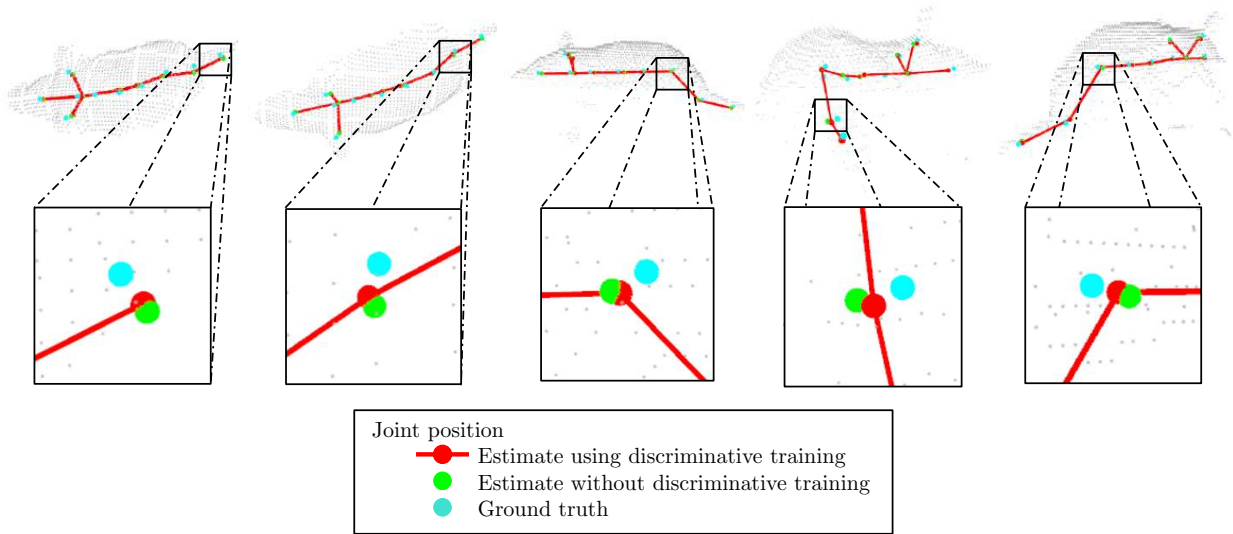 Joint position
Estimate using discriminative training
Estimate without discriminative training
Ground truth